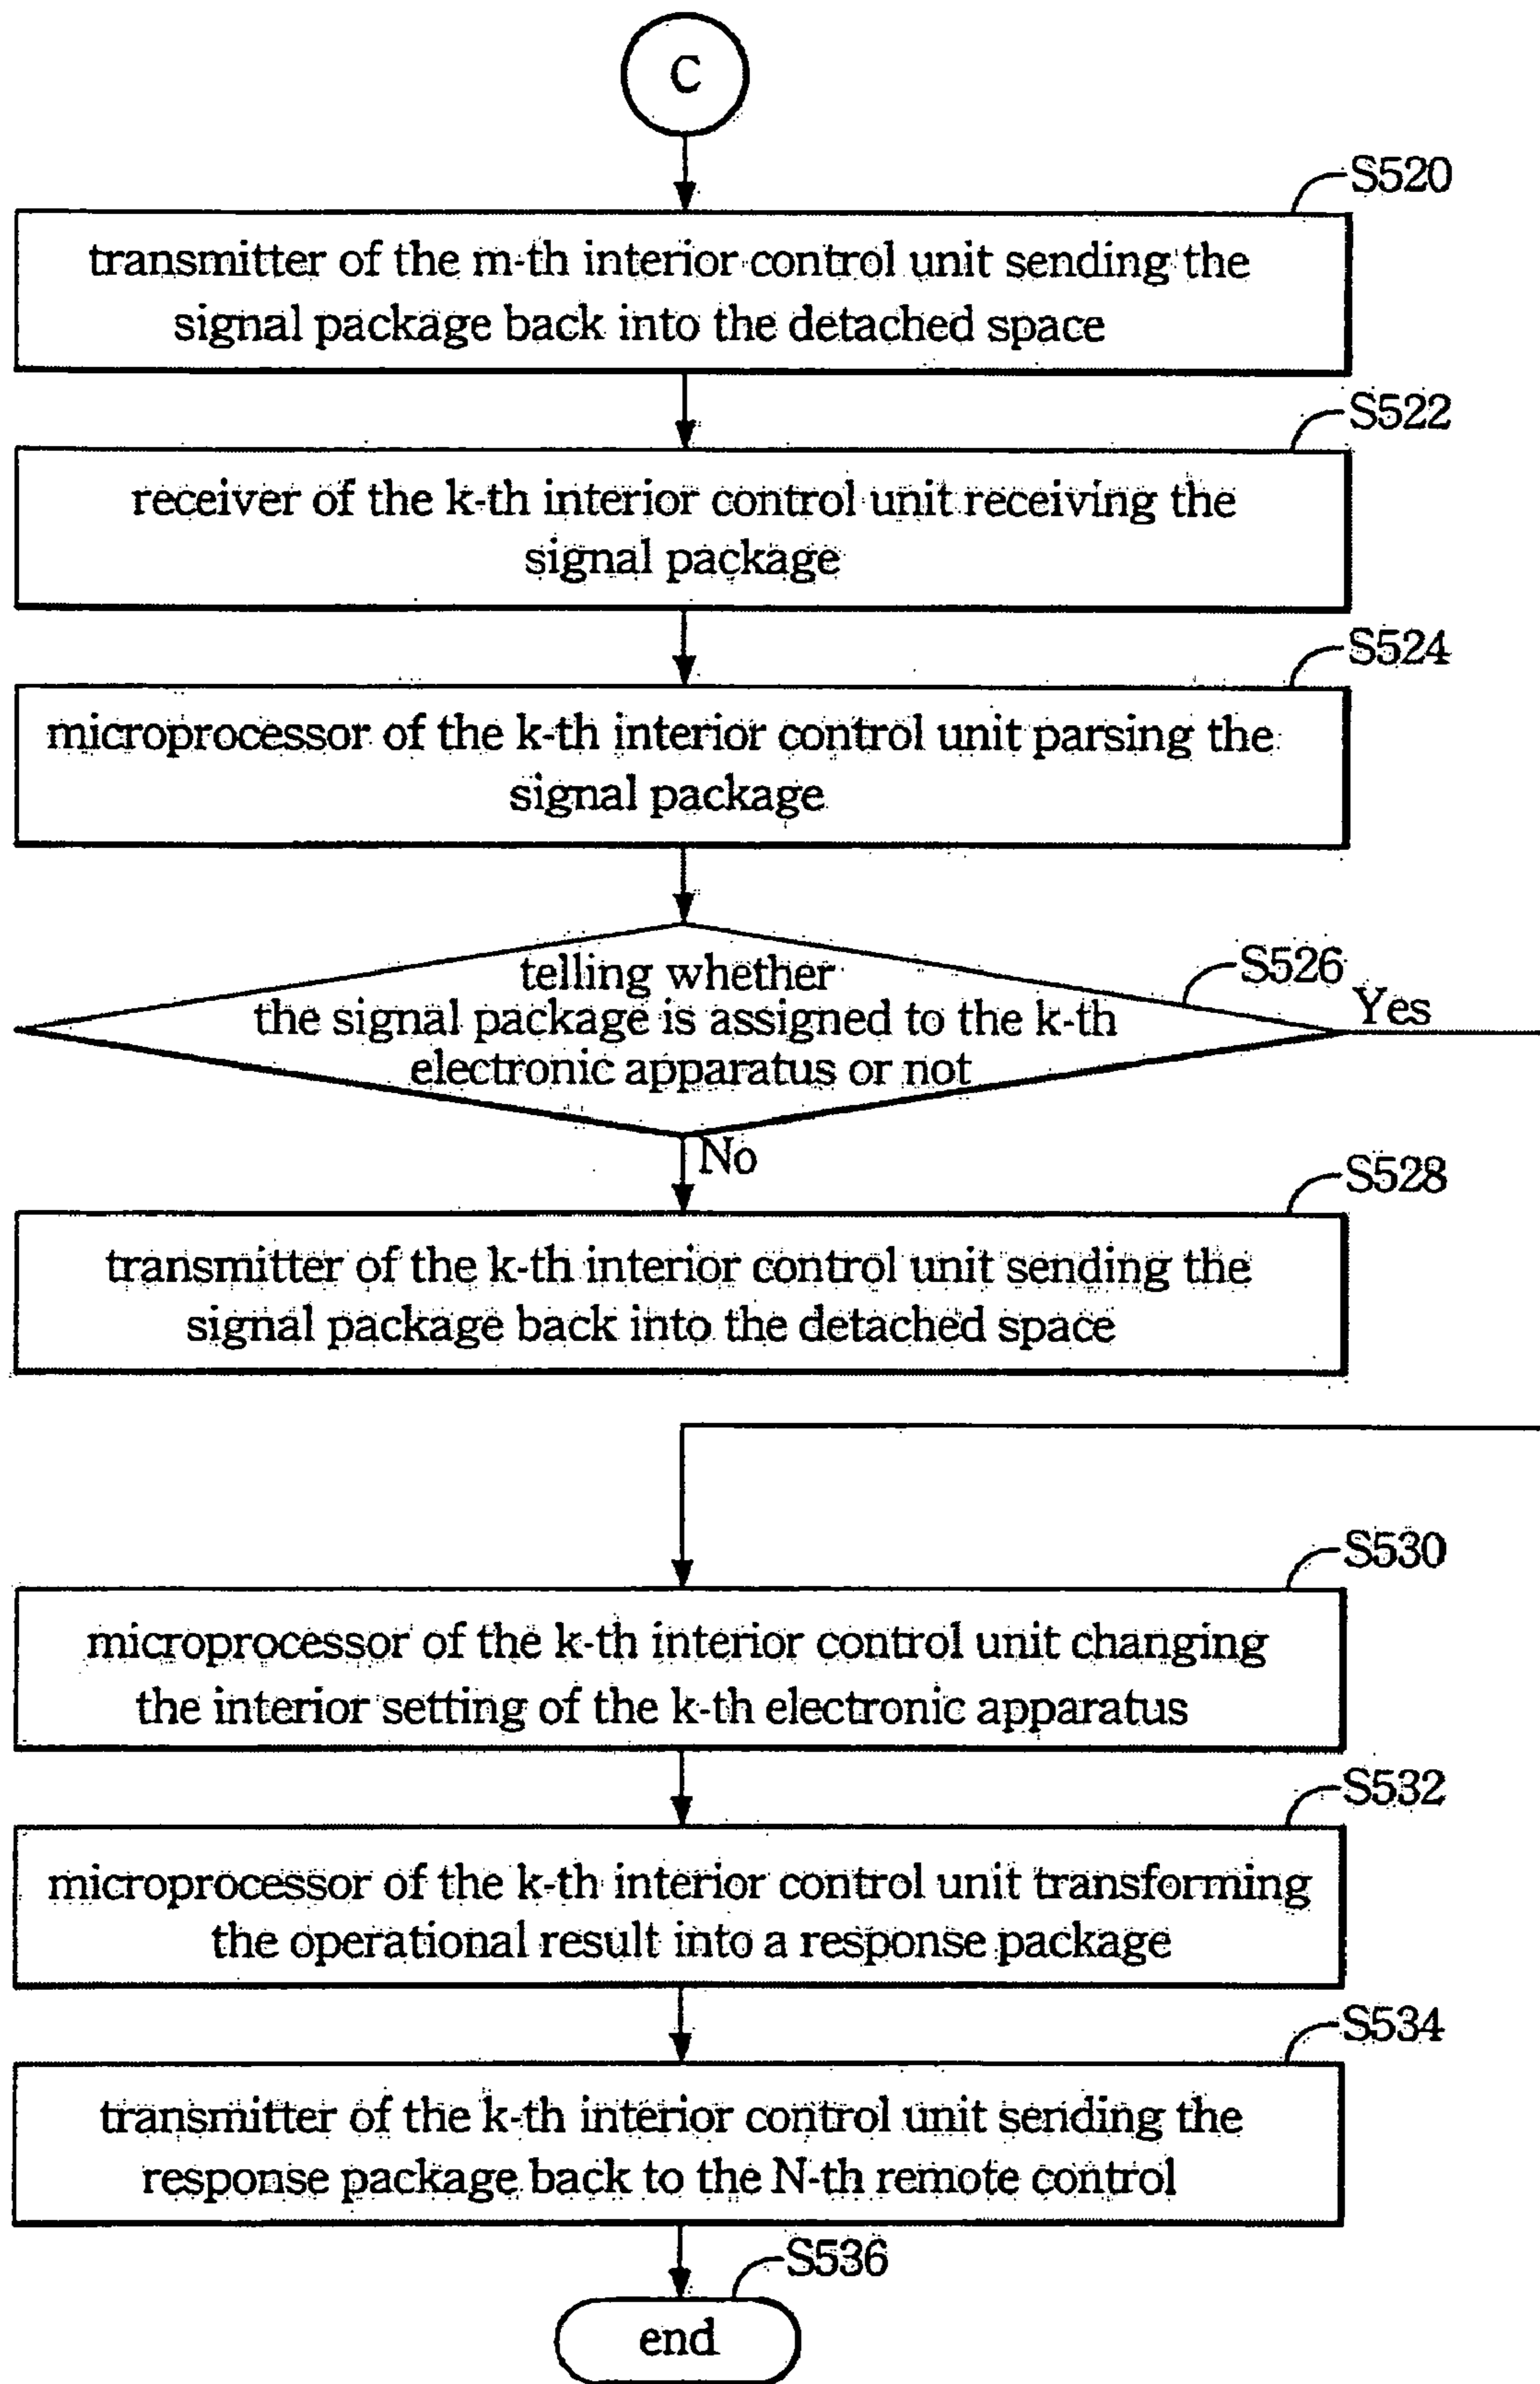 C
S520
transmitter of the m-th interior control unit sending the
signal package back into the detached space
S522
receiver of the k-th interior control unit receiving the
signal package
S524
microprocessor of the k-th interior control unit parsing the
signal package
S526
telling whether
the signal package is assigned to the k-th
electronic apparatus or not
Yes
No
S528
transmitter of the k-th interior control unit sending the
signal package back into the detached space
S530
microprocessor of the k-th interior control unit changing
the interior setting of the k-th electronic apparatus
S532
microprocessor of the k-th interior control unit transforming
the operational result into a response package
S534
transmitter of the k-th interior control unit sending the
response package back to the N-th remote control
S536
end